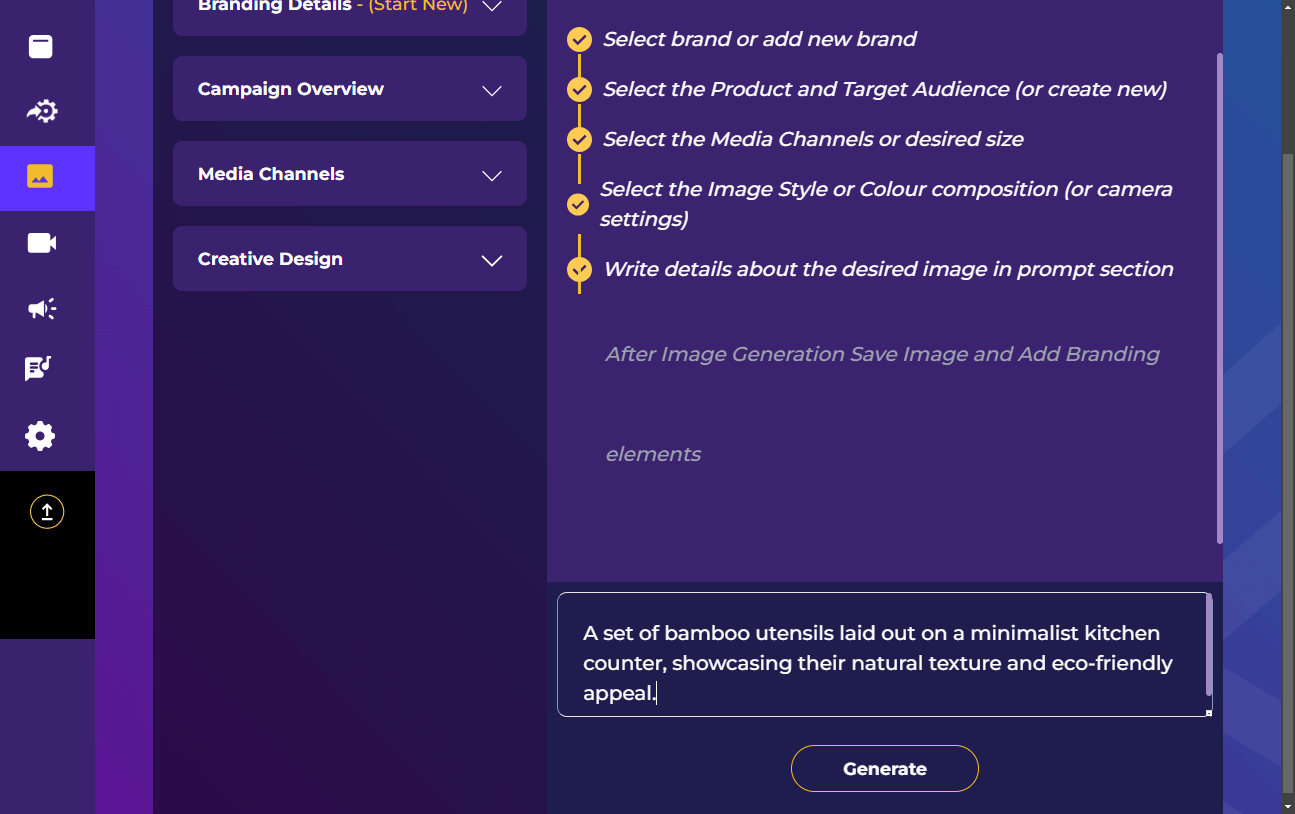 Branding Details - (Start New)
Campaign Overview
Media Channels
Creative Design
Select brand or add new brand
Select the Product and Target Audience (or create new)
Select the Media Channels or desired size
Select the Image Style or Colour composition (or camera
settings)
Write details about the desired image in prompt section
After Image Generation Save Image and Add Branding
elements
A set of bamboo utensils laid out on a minimalist kitchen
counter, showcasing their natural texture and eco-friendly
appeal.
Generate